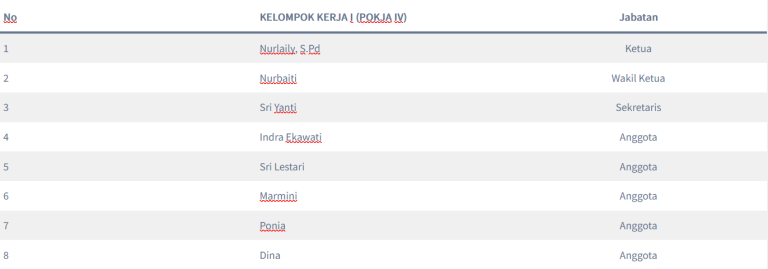 No KELOMPOK KERJA I (POKJA IV) Jabatan
1 Nurlaily, S.Pd Ketua
2 Nurbaiti Wakil Ketua
3 Sri Yanti Sekretaris
4 Indra Ekawati Anggota
5 Sri Lestari Anggota
6 Marmini Anggota
7 Ponia Anggota
8 Dina Anggota